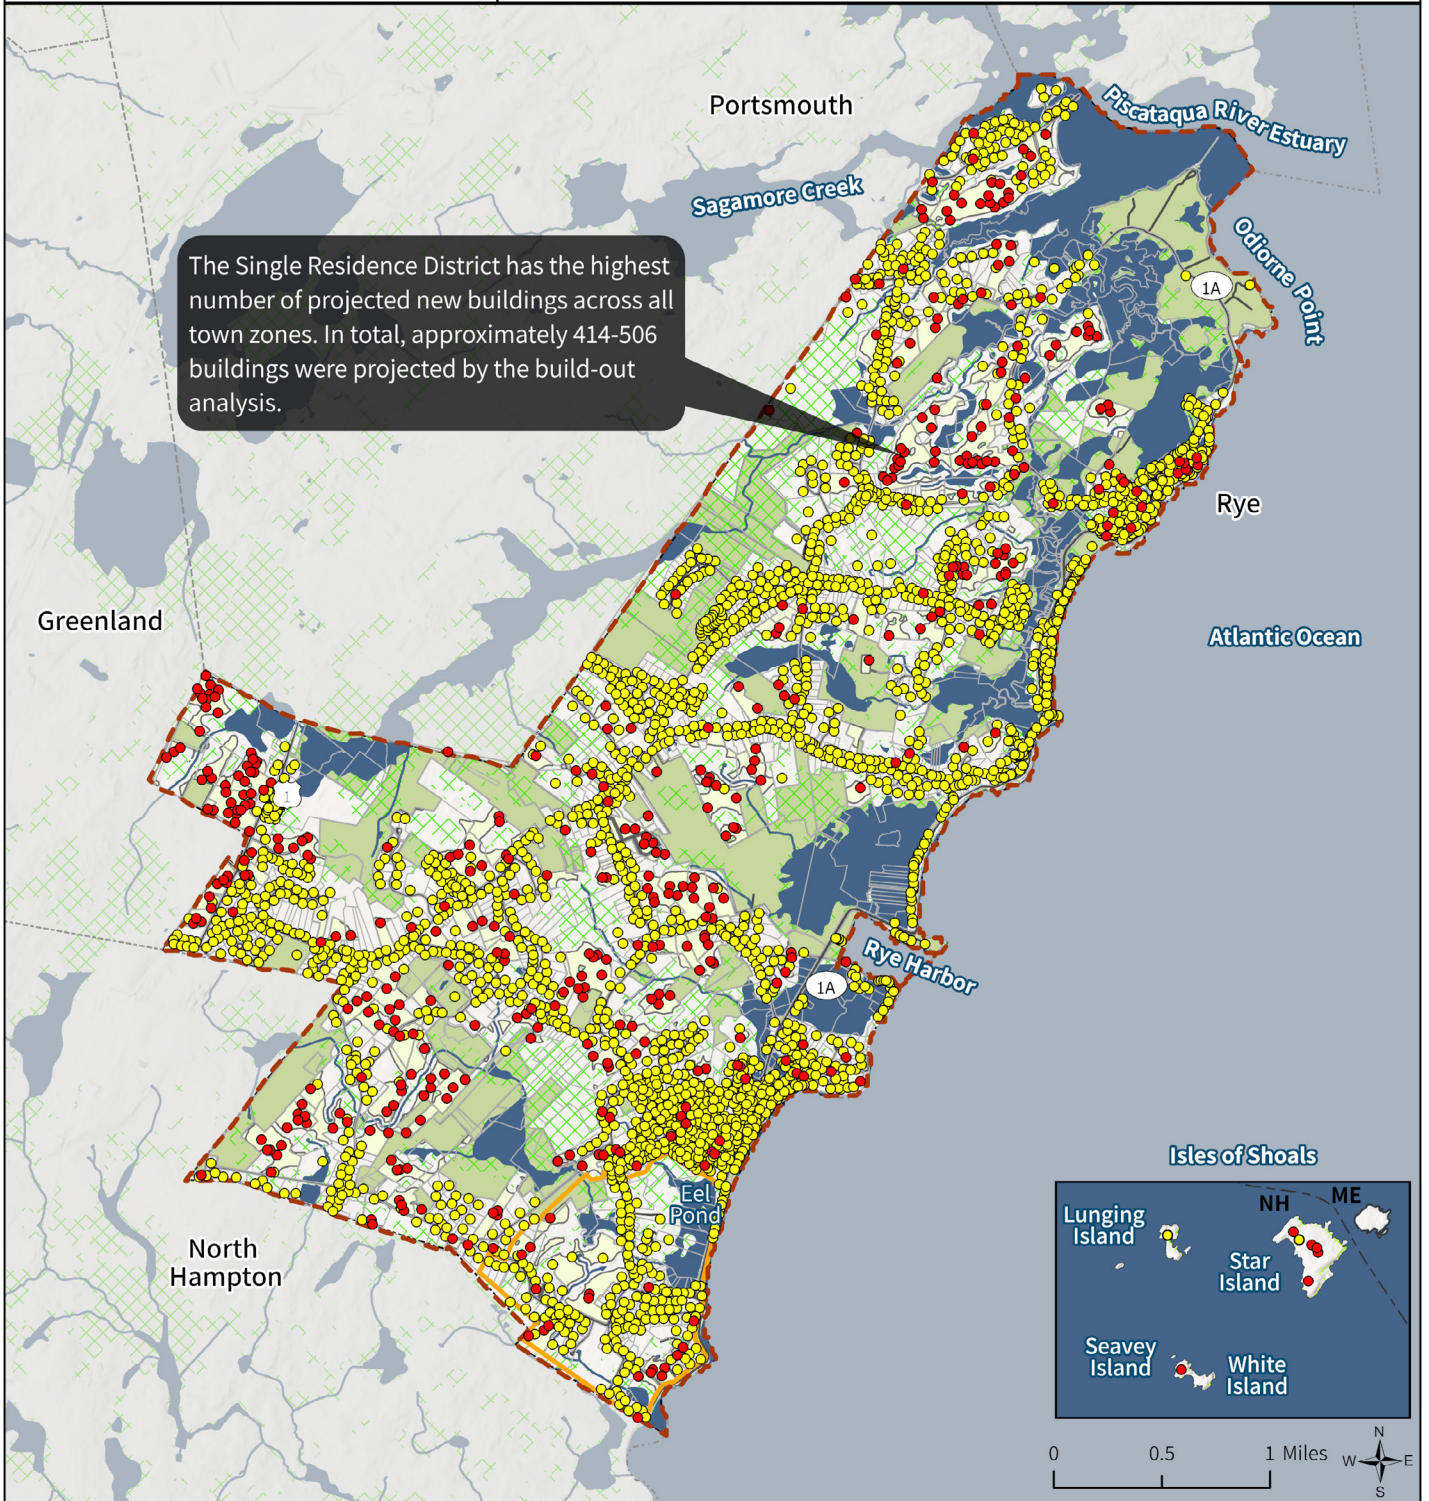 Portsmouth
Piscataqua River Estuary
Sagamore Creek
Odiorne Point
1A
The Single Residence District has the highest
number of projected new buildings across all
town zones. In total, approximately 414-506
buildings were projected by the build-out
analysis.
Rye
Greenland
Atlantic Ocean
1
Rye Harbor
1A
Isles of Shoals
Eel
Pond
NH
ME
Lunging
Island
Star
Island
North
Hampton
Seavey
Island
White
Island
0 0.5 1 Miles
N
W E
S